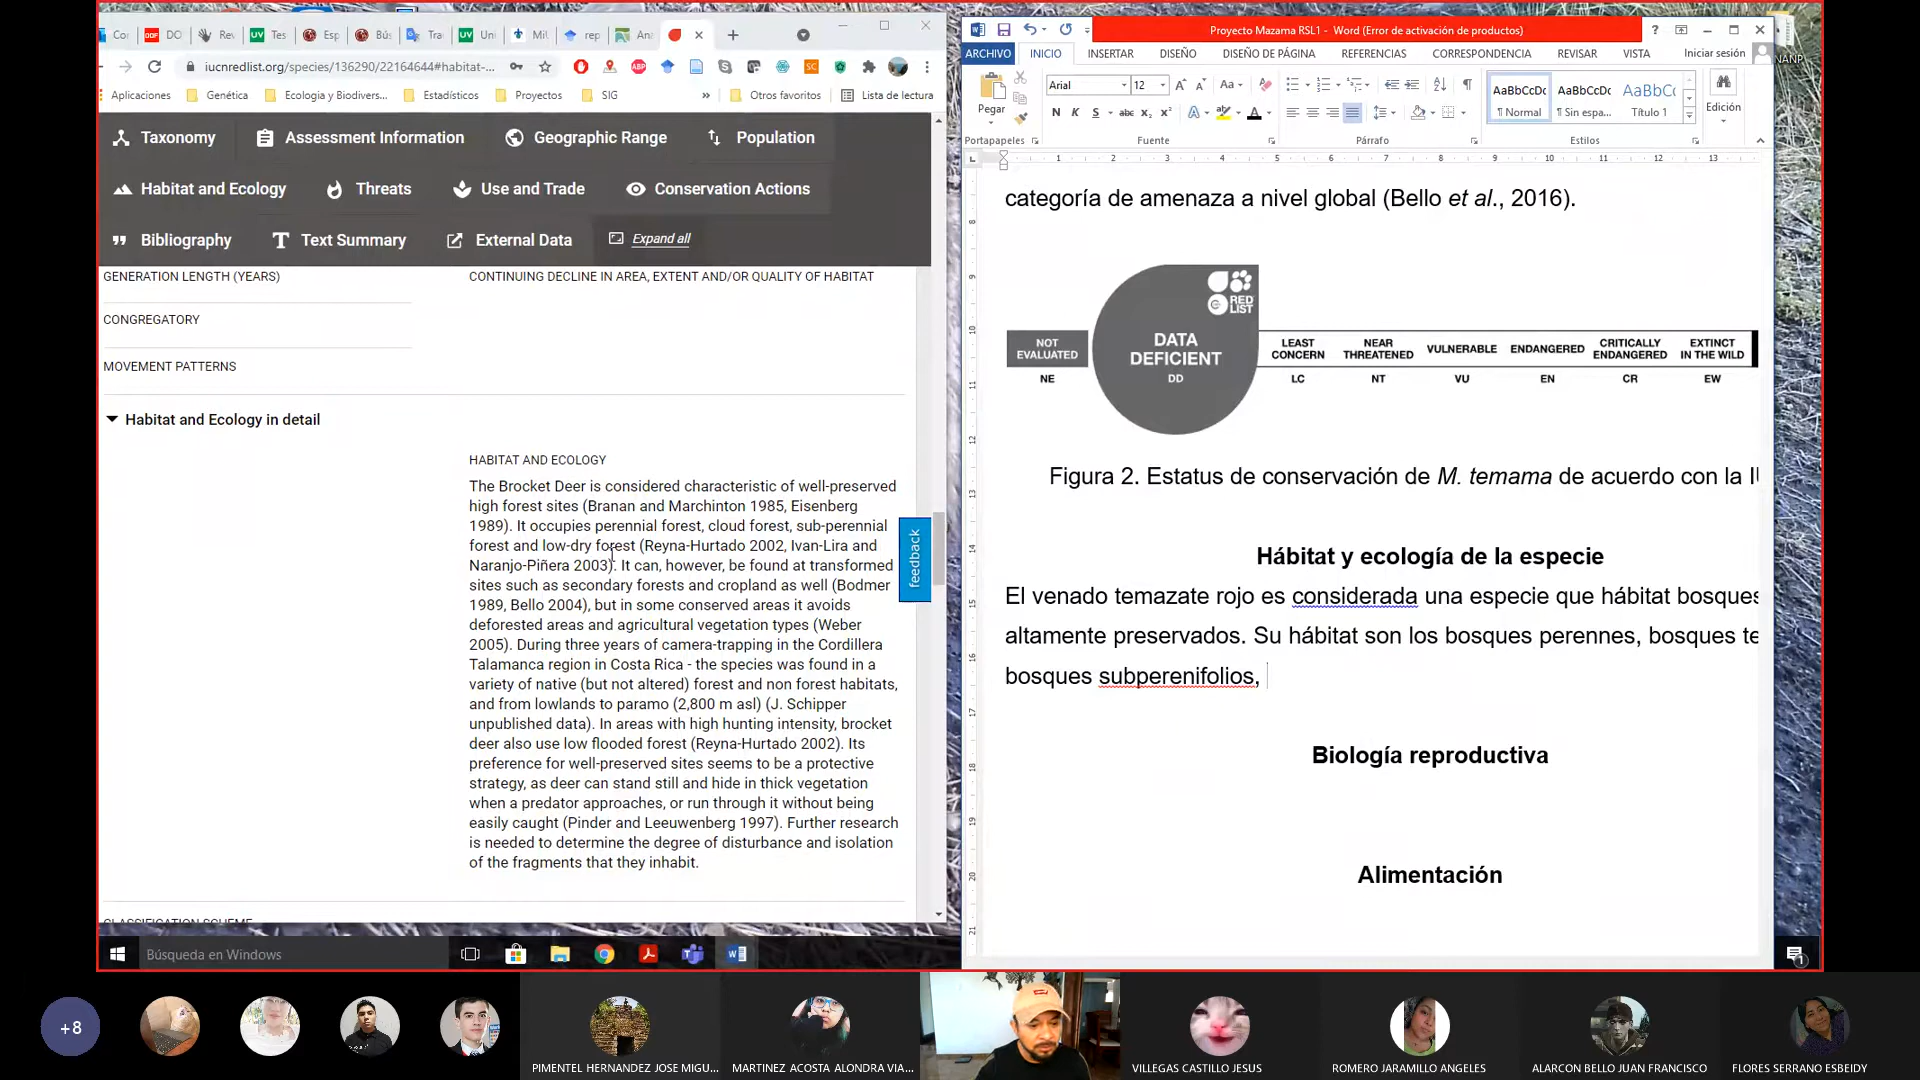 Proyecto Mazama RSL1 - Word (Error de activación de productos)
iucnredlist.org/species/136290/22164644#habitat-...
Aplicaciones
Genética
Ecologia y Biodivers...
Estadísticos
Proyectos
SIG
»
Otros favoritos
Lista de lectura
Taxonomy
Assessment Information
Geographic Range
Population
Habitat and Ecology
Threats
Use and Trade
Conservation Actions
Bibliography
Text Summary
External Data
Expand all
GENERATION LENGTH (YEARS)
CONTINUING DECLINE IN AREA, EXTENT AND/OR QUALITY OF HABITAT
CONGREGATORY
MOVEMENT PATTERNS
Habitat and Ecology in detail
HABITAT AND ECOLOGY
The Brocket Deer is considered characteristic of well-preserved
high forest sites (Branan and Marchinton 1985, Eisenberg
1989). It occupies perennial forest, cloud forest, sub-perennial
forest and low-dry forest (Reyna-Hurtado 2002, Ivan-Lira and
Naranjo-Piñera 2003). It can, however, be found at transformed
sites such as secondary forests and cropland as well (Bodmer
1989, Bello 2004), but in some conserved areas it avoids
deforested areas and agricultural vegetation types (Weber
2005). During three years of camera-trapping in the Cordillera
Talamanca region in Costa Rica - the species was found in a
variety of native (but not altered) forest and non forest habitats,
and from lowlands to paramo (2,800 m asl) (J. Schipper
unpublished data). In areas with high hunting intensity, brocket
deer also use low flooded forest (Reyna-Hurtado 2002). Its
preference for well-preserved sites seems to be a protective
strategy, as deer can stand still and hide in thick vegetation
when a predator approaches, or run through it without being
easily caught (Pinder and Leeuwenberg 1997). Further research
is needed to determine the degree of disturbance and isolation
of the fragments that they inhabit.
feedback
Búsqueda en Windows
ARCHIVO
INICIO
INSERTAR
DISEÑO
DISEÑO DE PÁGINA
REFERENCIAS
CORRESPONDENCIA
REVISAR
VISTA
Iniciar sesión
Pegar
Arial
12
N K S abc x₂ x²
AaBbCcDc
AaBbCcDc
AaBbCc
¶ Normal
¶ Sin espa...
Título 1
Edición
Portapapeles
Fuente
Párrafo
Estilos
1 2 3 4 5 6 7 8 9 10 11 12 13
categoría de amenaza a nivel global (Bello et al., 2016).
RED
LIST
NOT
EVALUATED
NE
DATA
DEFICIENT
DD
LEAST
CONCERN
LC
NEAR
THREATENED
NT
VULNERABLE
VU
ENDANGERED
EN
CRITICALLY
ENDANGERED
CR
EXTINCT
IN THE WILD
EW
Figura 2. Estatus de conservación de M. temama de acuerdo con la
Hábitat y ecología de la especie
El venado temazate rojo es considerada una especie que hábitat bosques
altamente preservados. Su hábitat son los bosques perennes, bosques te
bosques subperenifolios,
Biología reproductiva
Alimentación
+8
PIMENTEL HERNANDEZ JOSE MIGU...
MARTINEZ ACOSTA ALONDRA VIA...
VILLEGAS CASTILLO JESUS
ROMERO JARAMILLO ANGELES
ALARCON BELLO JUAN FRANCISCO
FLORES SERRANO ESBEIDY